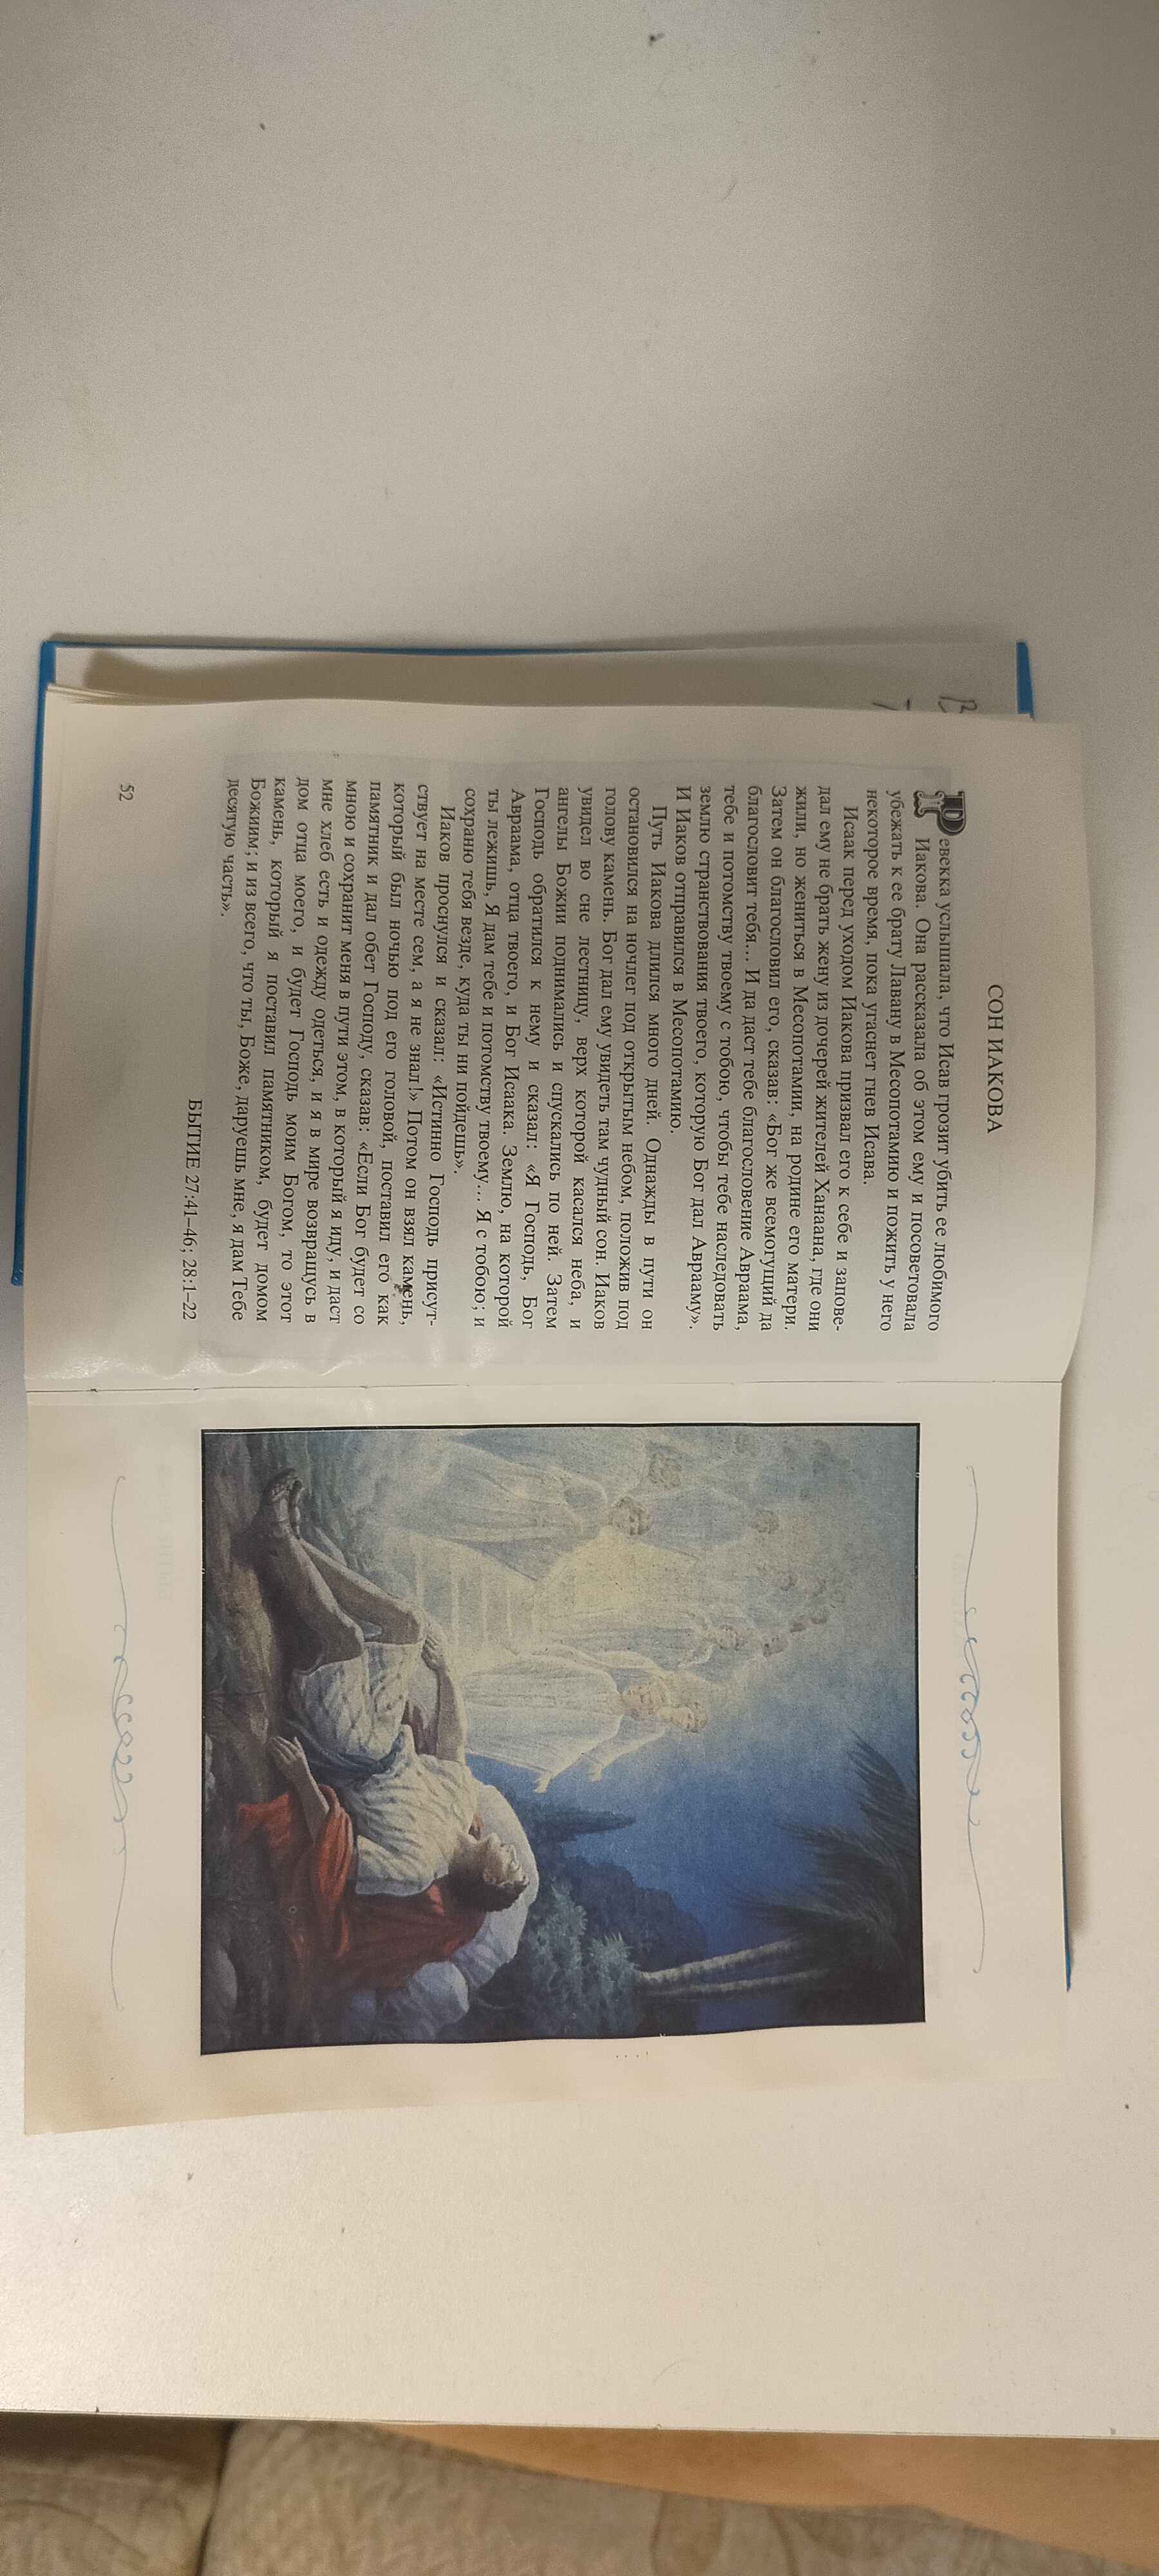 СОН ИАКОВА
Ревекка услышала, что Исав грозит убить ее любимого
Иакова. Она рассказала об этом ему и посоветовала
убежать к ее брату Лавану в Месопотамию и пожить у него
некоторое время, пока угаснет гнев Исава.
Исаак перед уходом Иакова призвал его к себе и запове-
дал ему не брать жену из дочерей жителей Ханаана, где они
жили, но жениться в Месопотамии, на родине его матери.
Затем он благословил его, сказав: «Бог же всемогущий да
благословит тебя... И да даст тебе благословение Авраама,
тебе и потомству твоему с тобою, чтобы тебе наследовать
землю странствования твоего, которую Бог дал Аврааму».
И Иаков отправился в Месопотамию.
Путь Иакова длился много дней. Однажды в пути он
остановился на ночлег под открытым небом, положив под
голову камень. Бог дал ему увидеть там чудный сон. Иаков
увидел во сне лестницу, верх которой касался неба, и
ангелы Божии поднимались и спускались по ней. Затем
Господь обратился к нему и сказал: «Я Господь, Бог
Авраама, отца твоего, и Бог Исаака. Землю, на которой
ты лежишь, Я дам тебе и потомству твоему... Я с тобою; и
сохраню тебя везде, куда ты ни пойдешь».
Иаков проснулся и сказал: «Истинно Господь присут-
ствует на месте сем, а я не знал!» Потом он взял камень,
который был ночью под его головой, поставил его как
памятник и дал обет Господу, сказав: «Если Бог будет со
мною и сохранит меня в пути этом, в который я иду, и даст
мне хлеб есть и одежду одеться, и я в мире возвращусь в
дом отца моего, и будет Господь моим Богом, то этот
камень, который я поставил памятником, будет домом
Божиим; и из всего, что ты, Боже, даруешь мне, я дам Тебе
десятую часть».
БЫТИЕ 27:41–46; 28:1–22
52